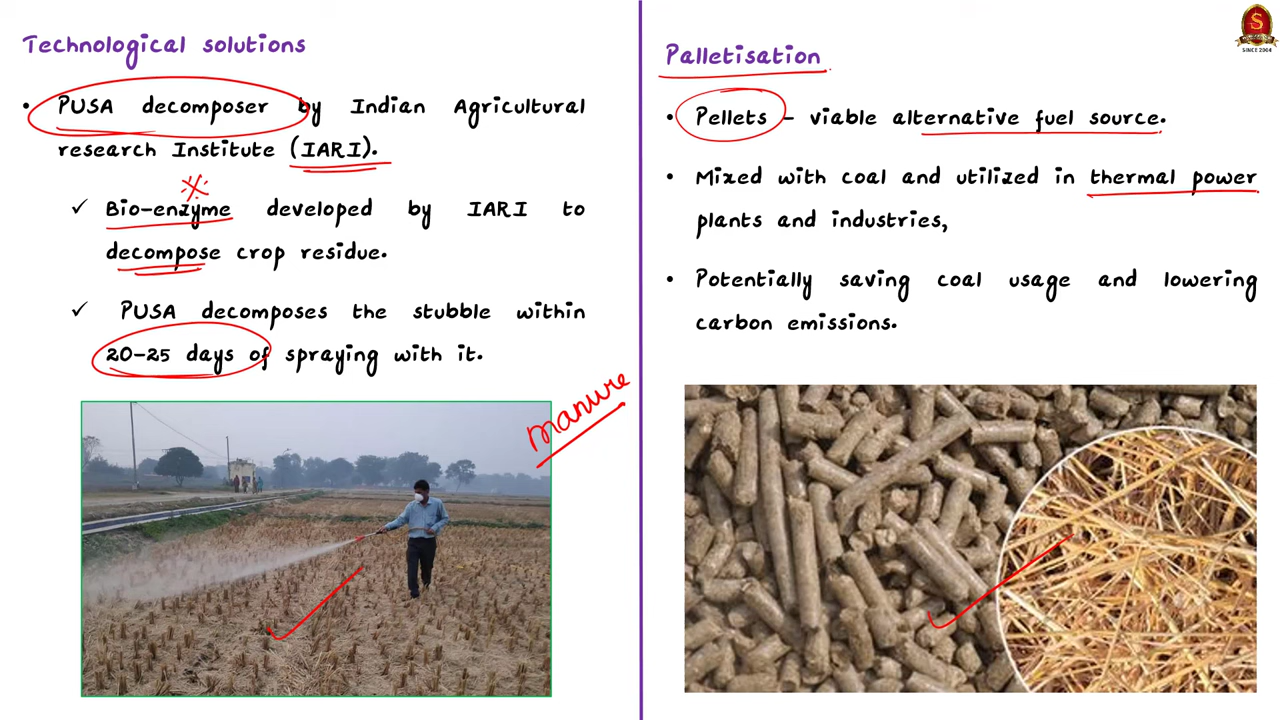 Technological solutions
• PUSA decomposer by Indian Agricultural
research Institute (IARI).
✓ Bio-enzyme developed by IARI to
decompose crop residue.
✓ PUSA decomposes the stubble within
20-25 days of spraying with it.
manure
Palletisation
• Pellets - viable alternative fuel source.
• Mixed with coal and utilized in thermal power
plants and industries,
• Potentially saving coal usage and lowering
carbon emissions.
S
SINCE 2004